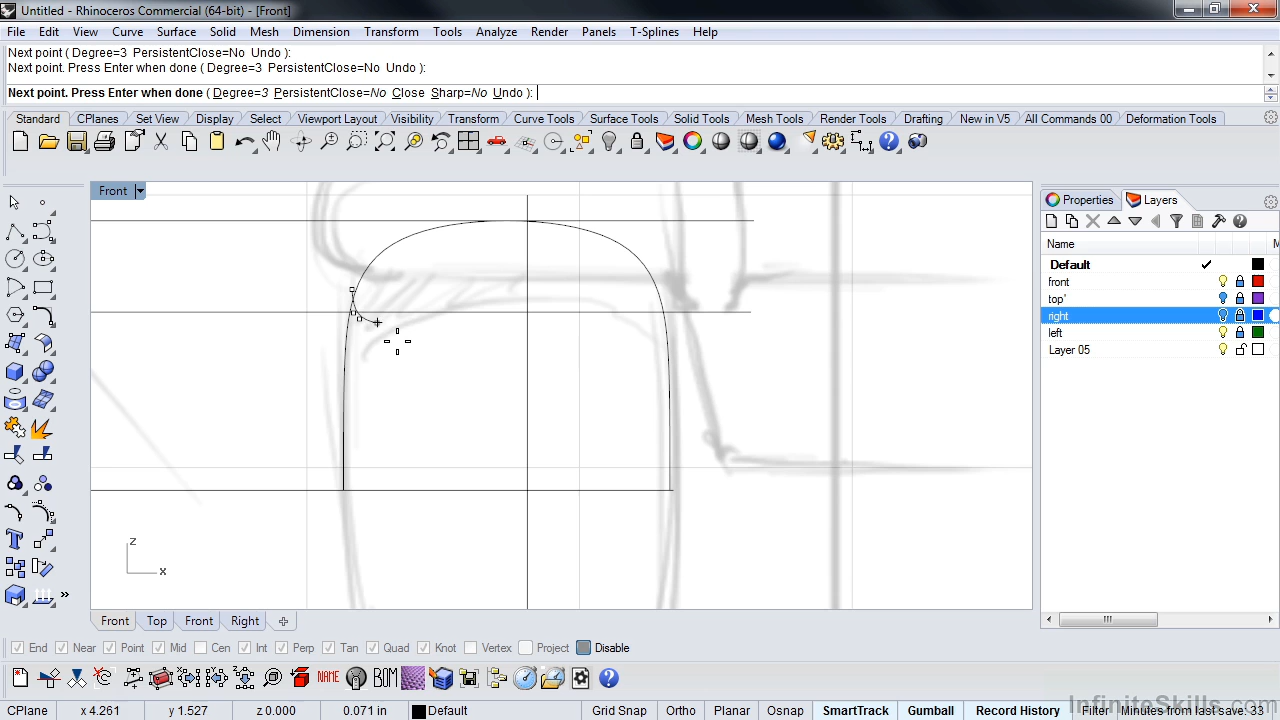 Untitled - Rhinoceros Commercial (64-bit) - [Front]
File Edit View Curve Surface Solid Mesh Dimension Transform Tools Analyze Render Panels T-Splines Help
Next point ( Degree=3 PersistentClose=No Undo ):
Next point. Press Enter when done ( Degree=3 PersistentClose=No Undo ):
Next point. Press Enter when done ( Degree=3 PersistentClose=No Close Sharp=No Undo ):
Standard CPlanes Set View Display Select Viewport Layout Visibility Transform Curve Tools Surface Tools Solid Tools Mesh Tools Render Tools Drafting New in V5 All Commands 00 Deformation Tools
Front
Properties Layers
Name M
Default
front
top'
right
left
Layer 05
z
x
Front Top Front Right
End Near Point Mid Cen Int Perp Tan Quad Knot Vertex Project Disable
NAME BOM
CPlane x 4.261 y 1.527 z 0.000 0.071 in Default Grid Snap Ortho Planar Osnap SmartTrack Gumball Record History Filter Minutes from last save: 33
InfiniteSkills.com